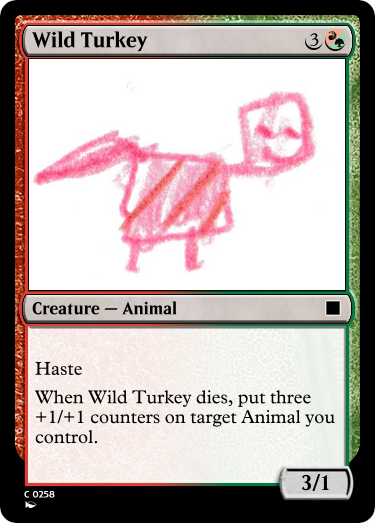 Wild Turkey 3
Creature — Animal
Haste
When Wild Turkey dies, put three
+1/+1 counters on target Animal you
control.
3/1
C 0258